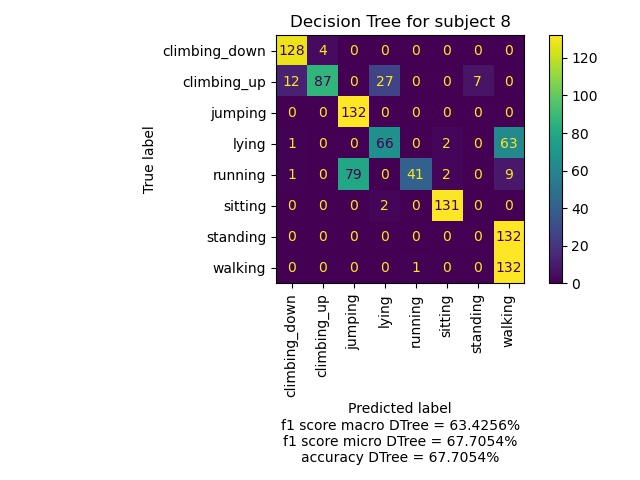 Decision Tree for subject 8
climbing_down 128 4 0 0 0 0 0 0
climbing_up 12 87 0 27 0 0 7 0
jumping 0 0 132 0 0 0 0 0
lying 1 0 0 66 0 2 0 63
running 1 0 79 0 41 2 0 9
sitting 0 0 0 2 0 131 0 0
standing 0 0 0 0 0 0 0 132
walking 0 0 0 0 1 0 0 132
True label
climbing_down climbing_up jumping lying running sitting standing walking
Predicted label
f1 score macro DTree = 63.4256%
f1 score micro DTree = 67.7054%
accuracy DTree = 67.7054%
120
100
80
60
40
20
0